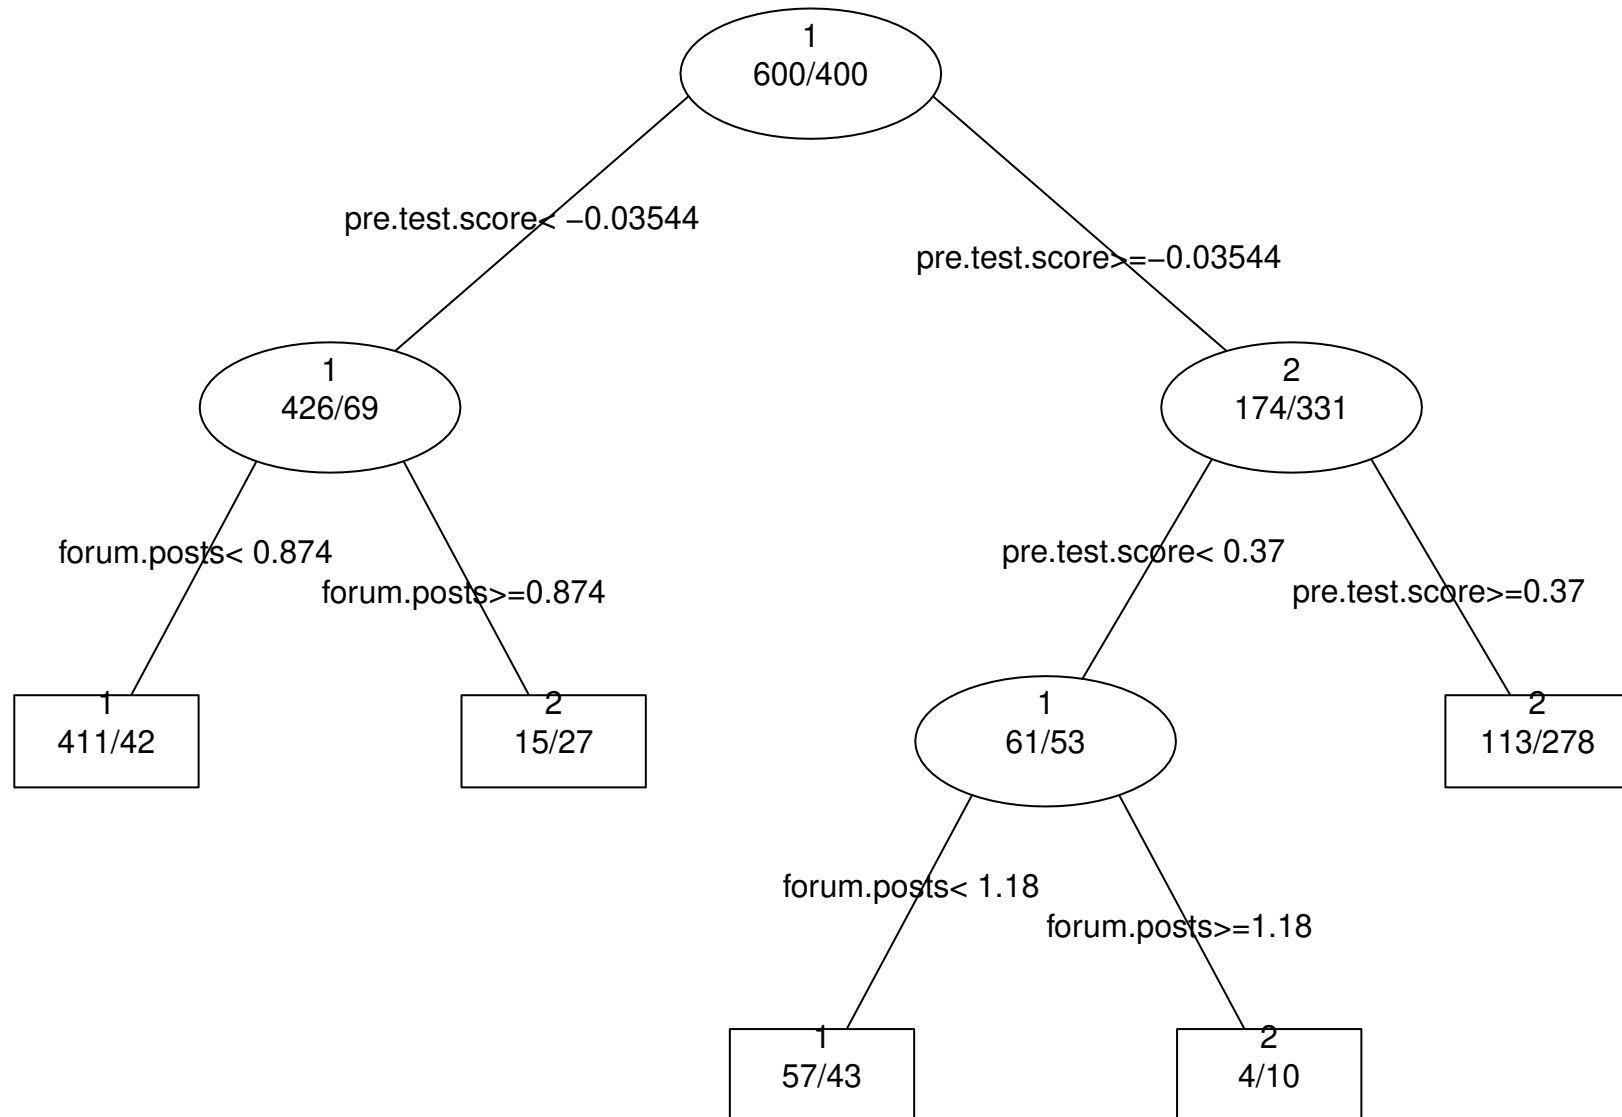 1
600/400
pre.test.score< −0.03544
pre.test.score>=−0.03544
1
426/69
2
174/331
forum.posts< 0.874
forum.posts>=0.874
pre.test.score< 0.37
pre.test.score>=0.37
1
411/42
2
15/27
1
61/53
2
113/278
forum.posts< 1.18
forum.posts>=1.18
1
57/43
2
4/10